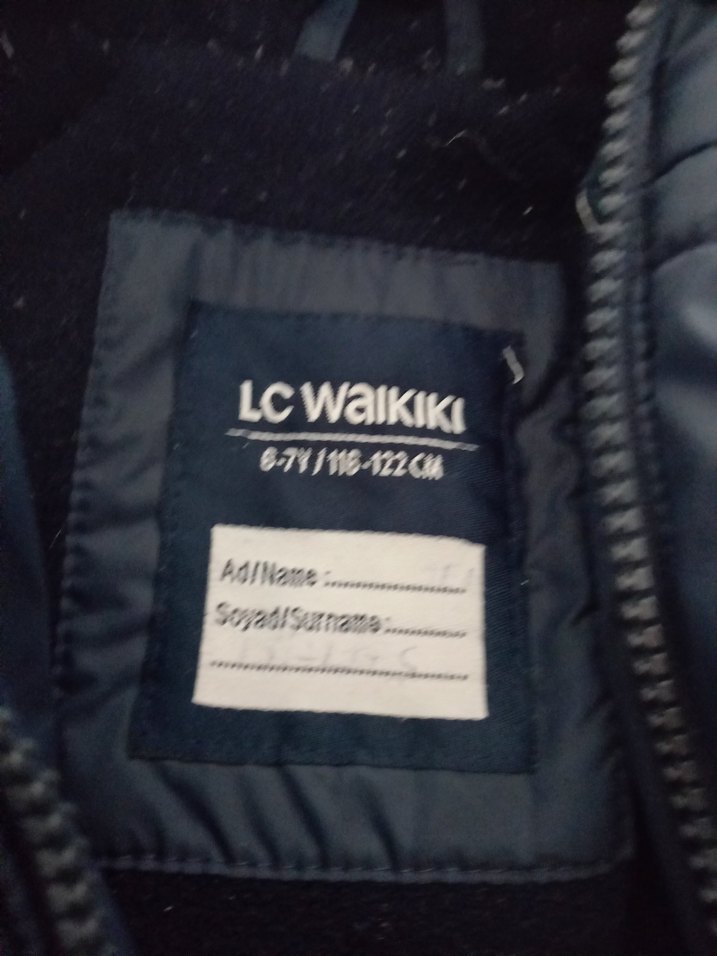 LC WAIKIKI
6-7Y / 116-122 CM
Ad/Name :....................
Soyad/Surname:............
........................................